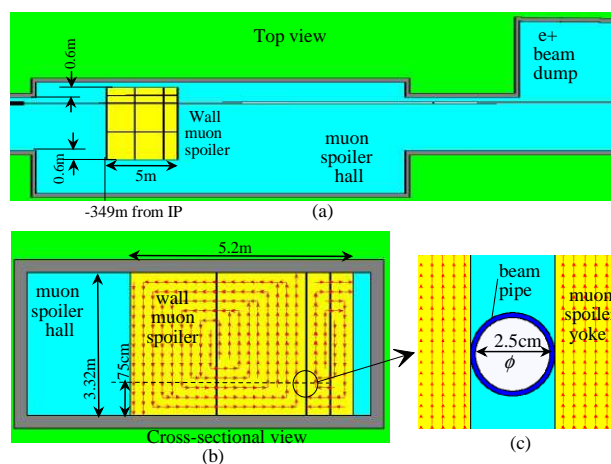 Top view
e+
beam
dump
0.6m
Wall
muon
spoiler
muon
spoiler
hall
0.6m
5m
-349m from IP
(a)
5.2m
muon
spoiler
hall
wall
muon
spoiler
3.32m
75cm
Cross-sectional view
(b)
beam
pipe
muon
spoiler
yoke
2.5cm
ϕ
(c)